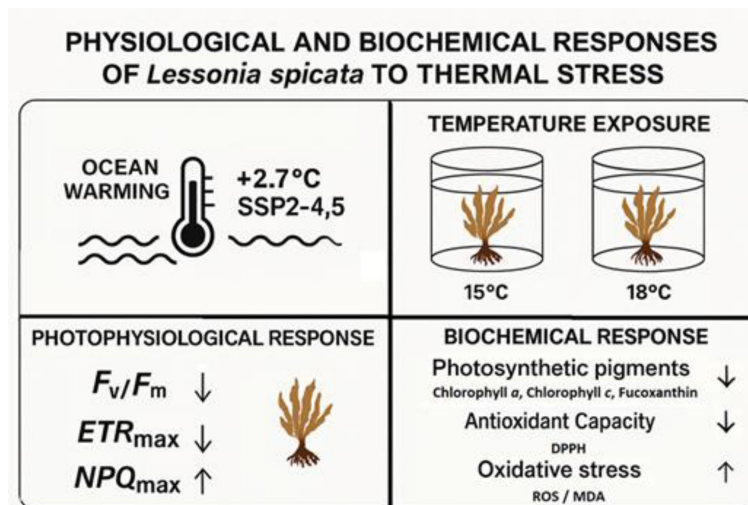 PHYSIOLOGICAL AND BIOCHEMICAL RESPONSES
OF Lessonia spicata TO THERMAL STRESS
OCEAN
WARMING
+2.7°C
SSP2-4,5
TEMPERATURE EXPOSURE
15°C
18°C
PHOTOPHYSIOLOGICAL RESPONSE
Fv/Fm ↓
ETRmax ↓
NPQmax ↑
BIOCHEMICAL RESPONSE
Photosynthetic pigments ↓
Chlorophyll a, Chlorophyll c, Fucoxanthin
Antioxidant Capacity ↓
DPPH
Oxidative stress ↑
ROS / MDA